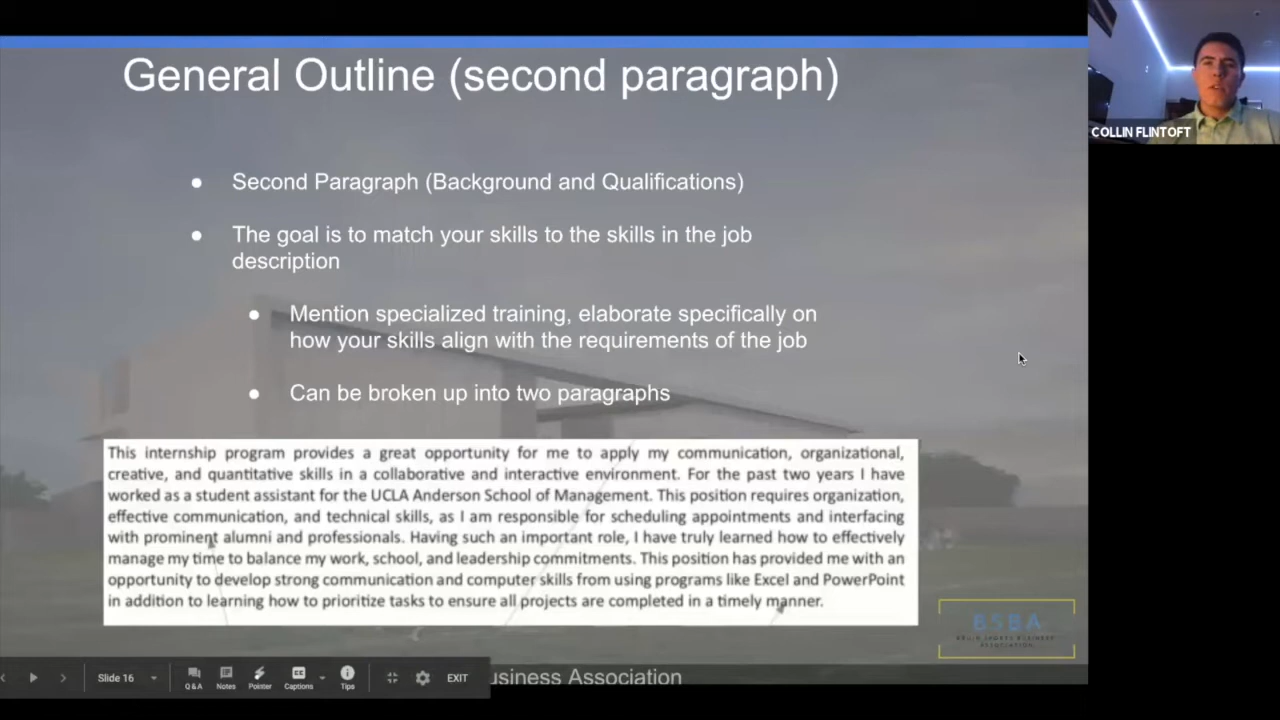 General Outline (second paragraph)
COLLIN FLINTOFT
● Second Paragraph (Background and Qualifications)
● The goal is to match your skills to the skills in the job
description
● Mention specialized training, elaborate specifically on
how your skills align with the requirements of the job
● Can be broken up into two paragraphs
This internship program provides a great opportunity for me to apply my communication, organizational,
creative, and quantitative skills in a collaborative and interactive environment. For the past two years I have
worked as a student assistant for the UCLA Anderson School of Management. This position requires organization,
effective communication, and technical skills, as I am responsible for scheduling appointments and interfacing
with prominent alumni and professionals. Having such an important role, I have truly learned how to effectively
manage my time to balance my work, school, and leadership commitments. This position has provided me with an
opportunity to develop strong communication and computer skills from using programs like Excel and PowerPoint
in addition to learning how to prioritize tasks to ensure all projects are completed in a timely manner.
BSBA
BRUIN SPORTS BUSINESS
ASSOCIATION
Slide 16
Q&A
Notes
Pointer
Captions
Tips
EXIT
usiness Association